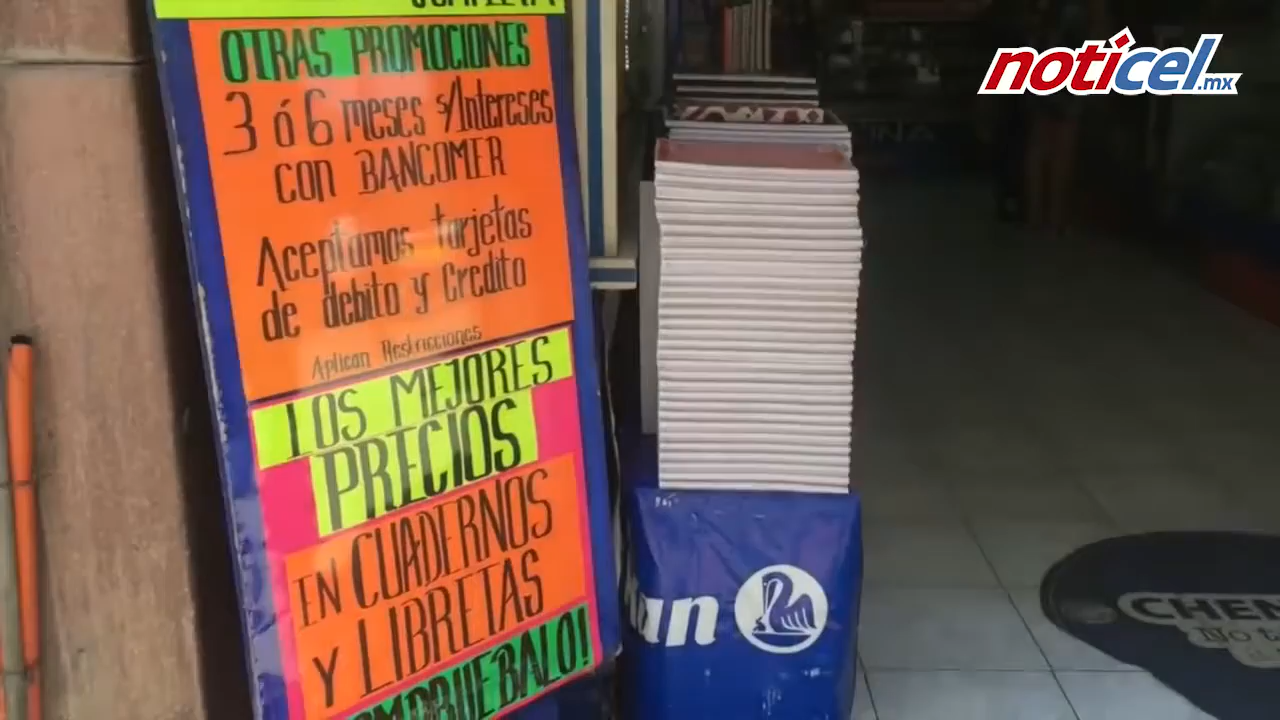 OTRAS PROMOCIONES
3 ó 6 meses s/Intereses
con BANCOMER
Aceptamos tarjetas
de debito y Credito
Aplican Restricciones
LOS MEJORES
PRECIOS
EN CUADERNOS
Y LIBRETAS
noticel.mx
No